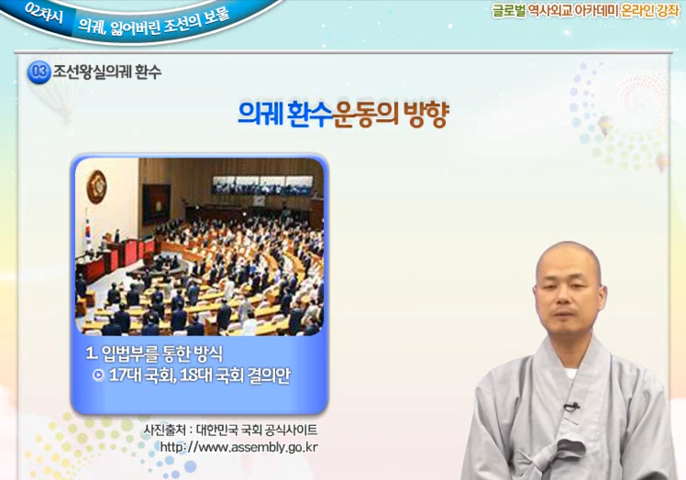 02차시
의궤, 잃어버린 조선의 보물
글로벌 역사외교 아카데미 온라인 강좌
03 조선왕실의궤 환수
의궤 환수운동의 방향
1. 입법부를 통한 방식
17대 국회, 18대 국회 결의안
사진출처 : 대한민국 국회 공식사이트
http://www.assembly.go.kr